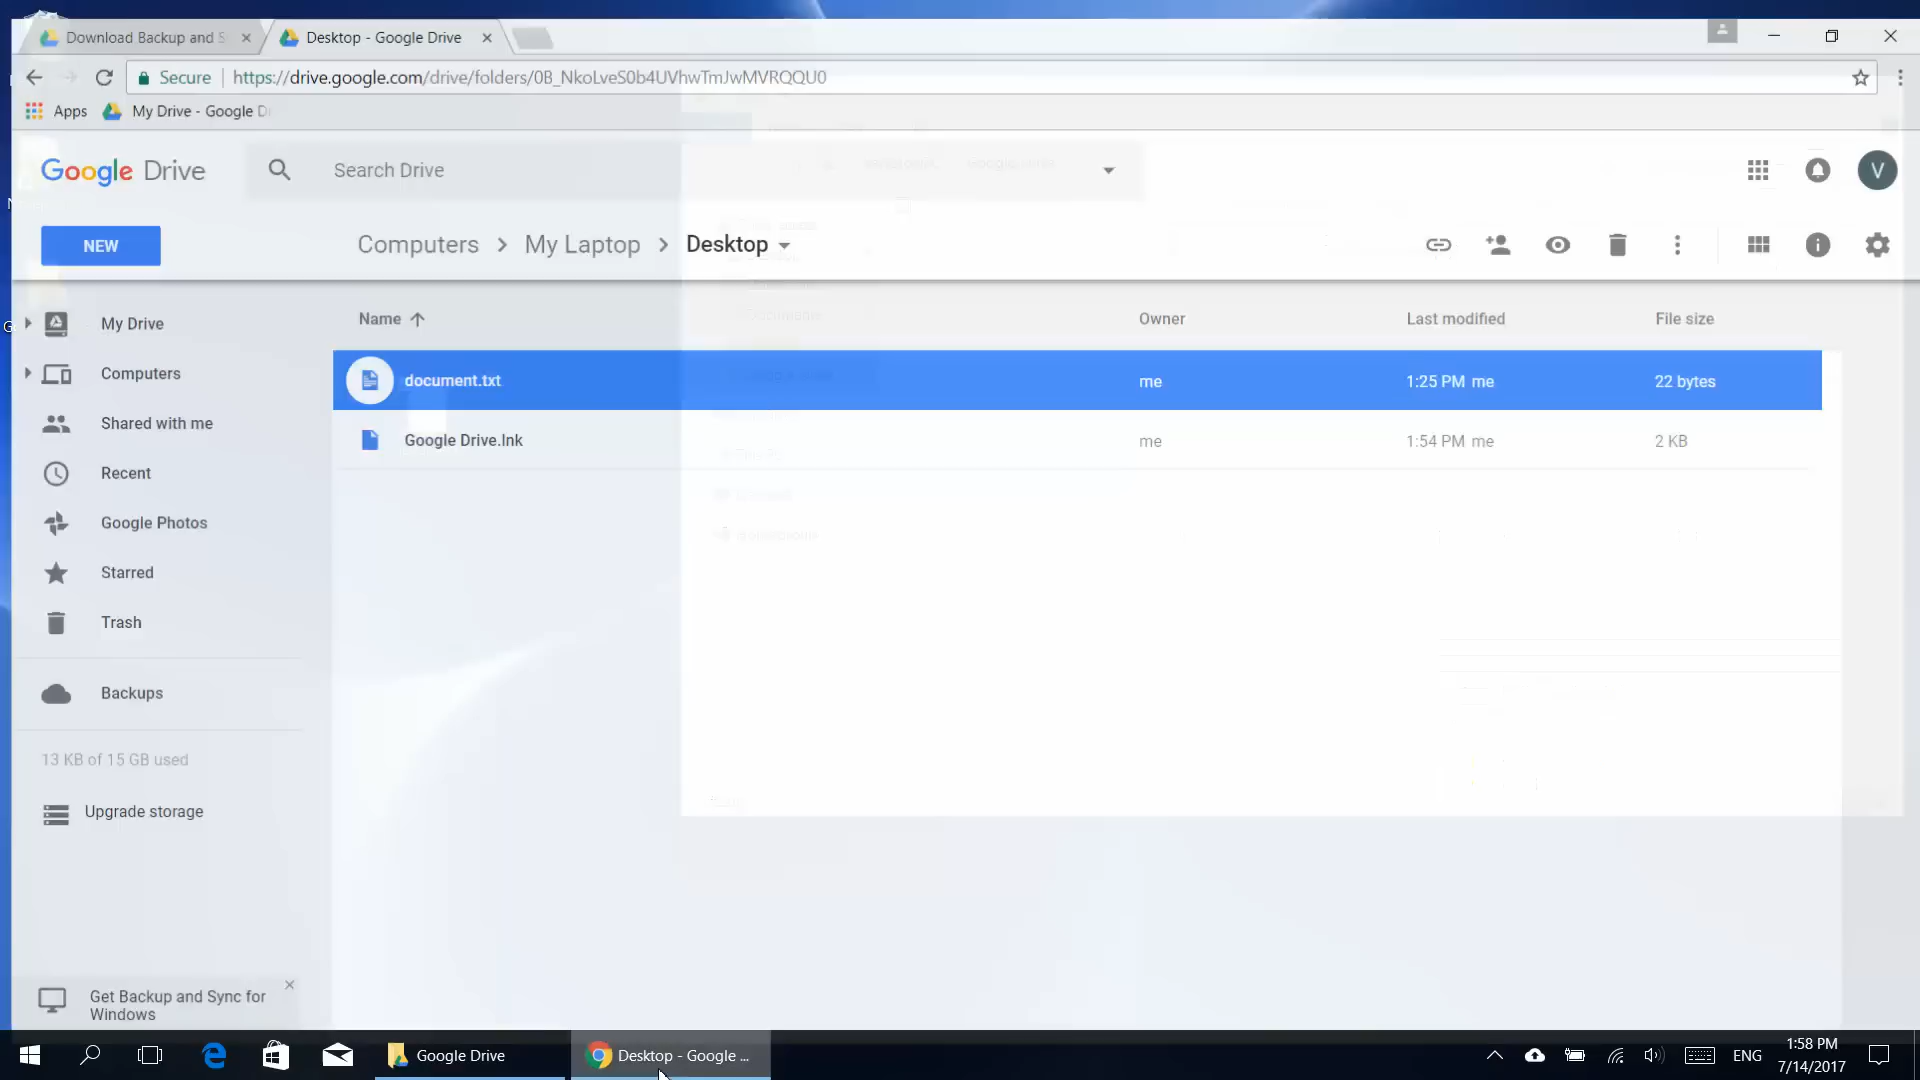 Download Backup and S
Desktop - Google Drive
Secure
https://drive.google.com/drive/folders/0B_NkoLveS0b4UVhwTmJwMVRQQU0
Apps
My Drive - Google Dr
Google Drive
Search Drive
V
NEW
Computers > My Laptop > Desktop
My Drive
Computers
Shared with me
Recent
Google Photos
Starred
Trash
Backups
13 KB of 15 GB used
Upgrade storage
Get Backup and Sync for
Windows
Name Owner Last modified File size
document.txt me 1:25 PM me 22 bytes
Google Drive.lnk me 1:54 PM me 2 KB
Google Drive
Desktop - Google ...
ENG
1:58 PM
7/14/2017